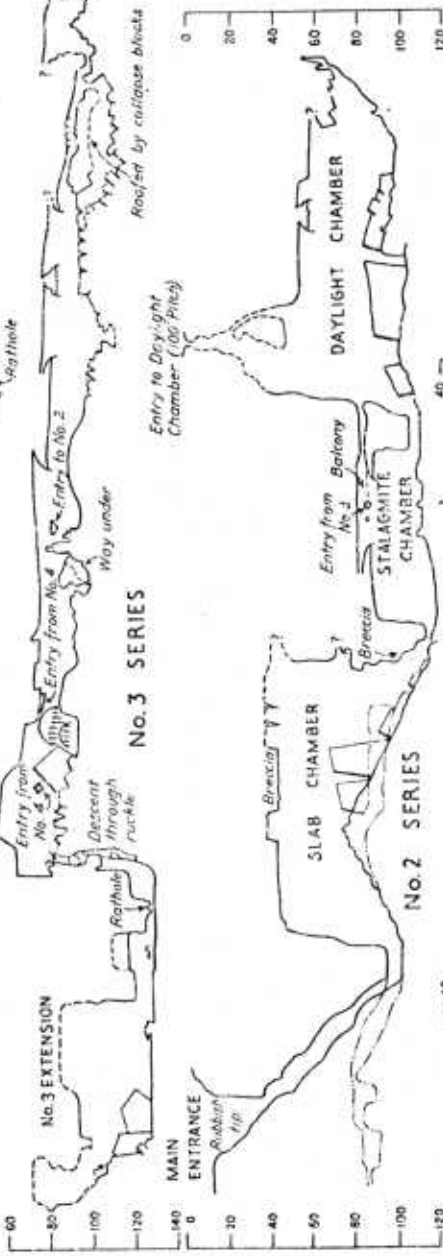 Rathole
60
80
100
120
140
No.3 EXTENSION
Rathole
Entry from
No.4
Descent
through
ruckle
Entry from No.4
Entry to No.2
Way under
?
?
Roofed by collapse blocks
No.3 SERIES
MAIN
ENTRANCE
Rubbish
tip
0
20
40
60
80
100
120
Breccia
?
?
SLAB CHAMBER
Breccia
No.2 SERIES
Entry to Daylight
Chamber (100' Pitch)
Entry from
Balcony
STALAGMITE
CHAMBER
DAYLIGHT CHAMBER
?
0
20
40
60
80
100
120